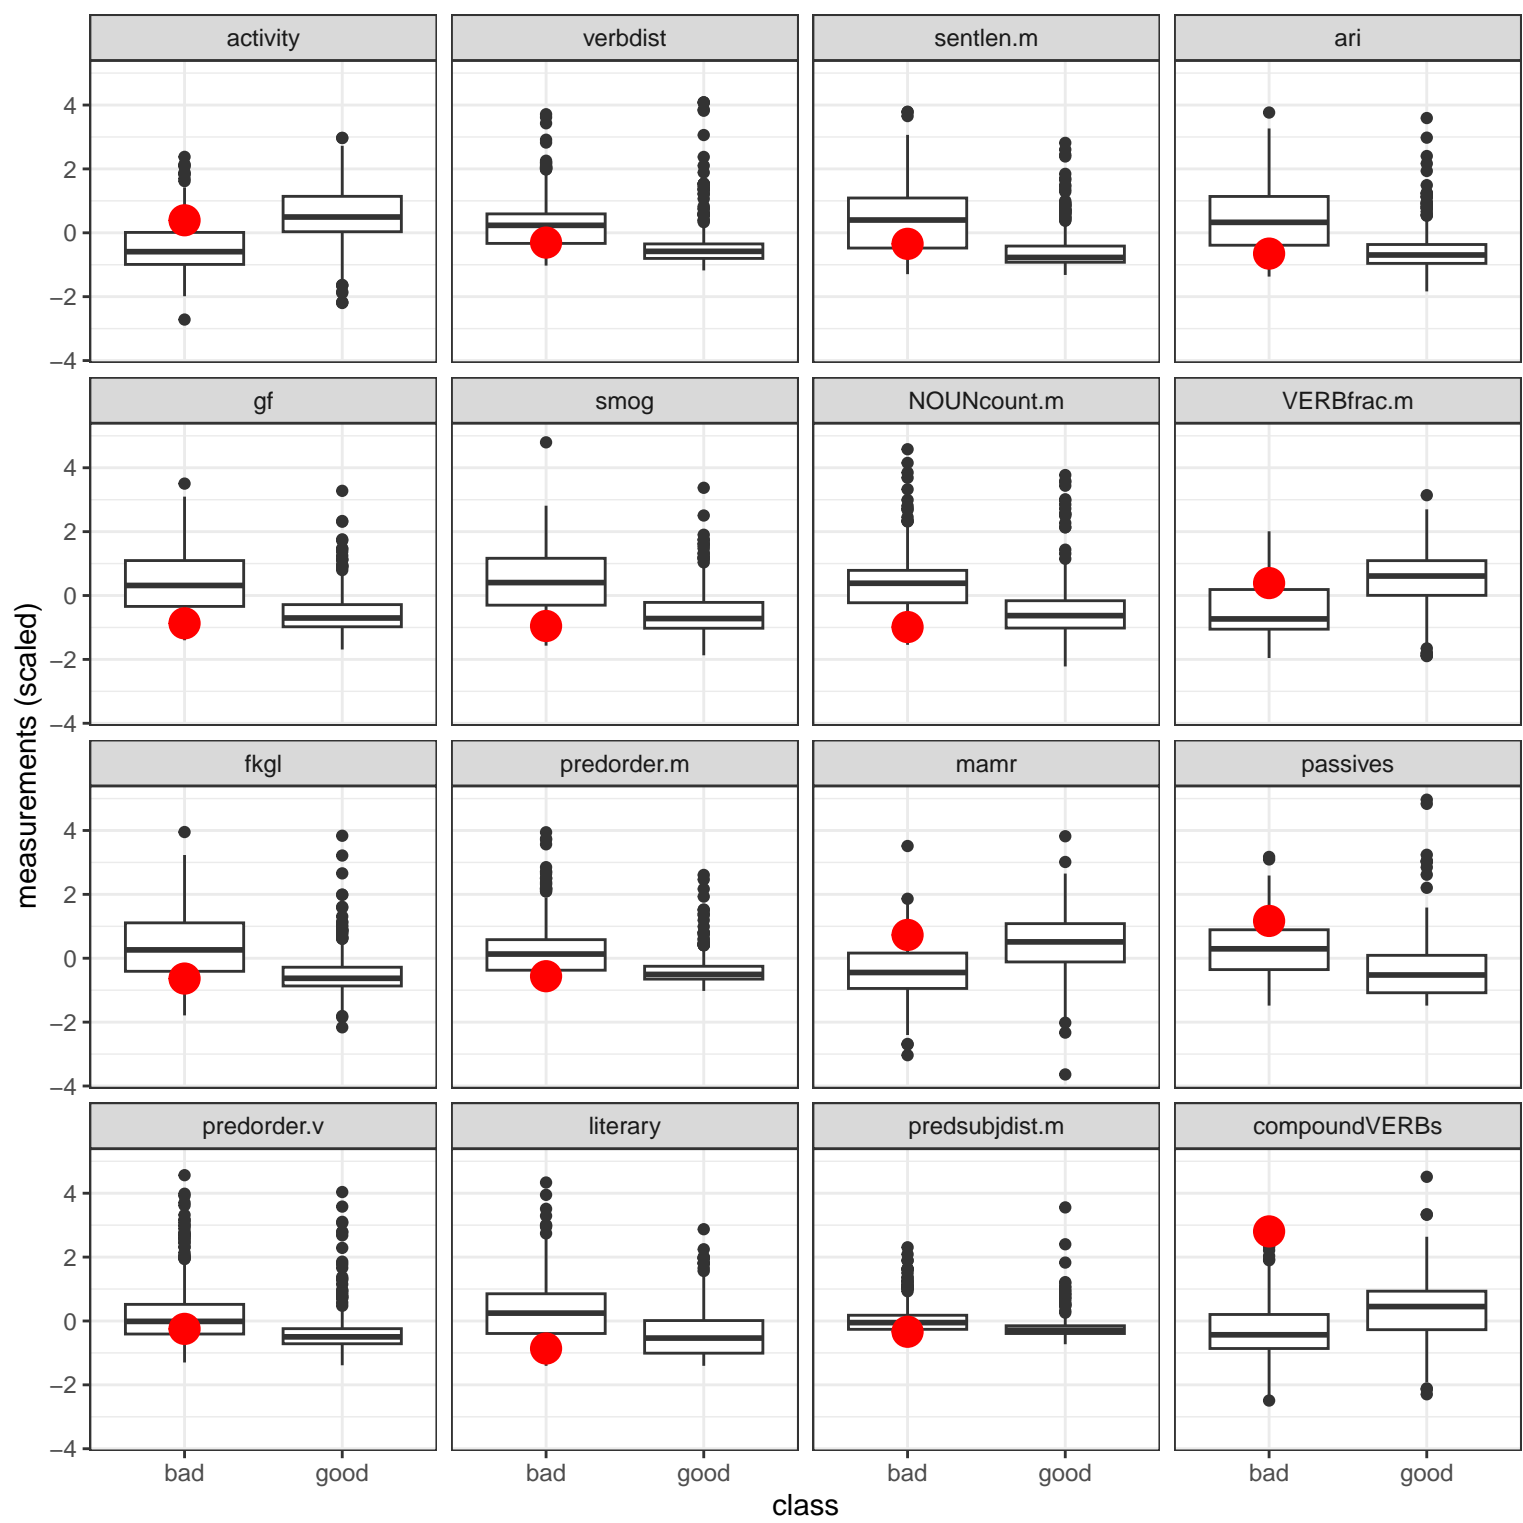 activity verbdist sentlen.m ari
4
2
0
−2
−4
gf smog NOUNcount.m VERBfrac.m
4
2
0
−2
−4
fkgl predorder.m mamr passives
4
2
0
−2
−4
predorder.v literary predsubjdist.m compoundVERBs
4
2
0
−2
−4
bad good bad good bad good bad good
class
measurements (scaled)